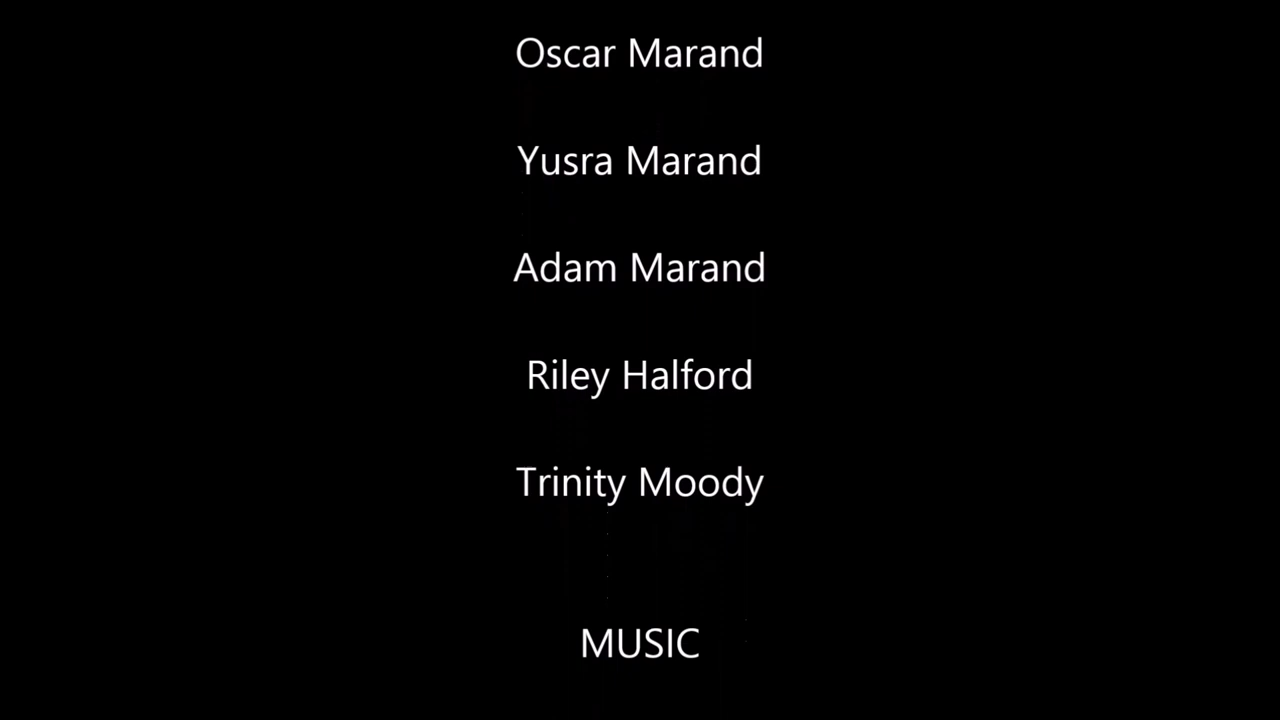 Oscar Marand
Yusra Marand
Adam Marand
Riley Halford
Trinity Moody
MUSIC